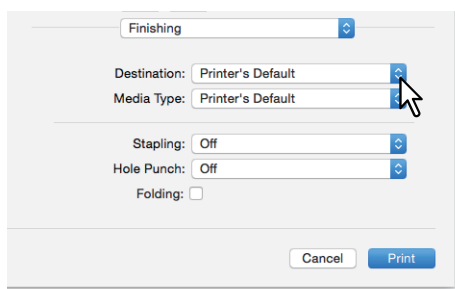 Finishing
Destination: Printer's Default
Media Type: Printer's Default
Stapling: Off
Hole Punch: Off
Folding:
Cancel Print